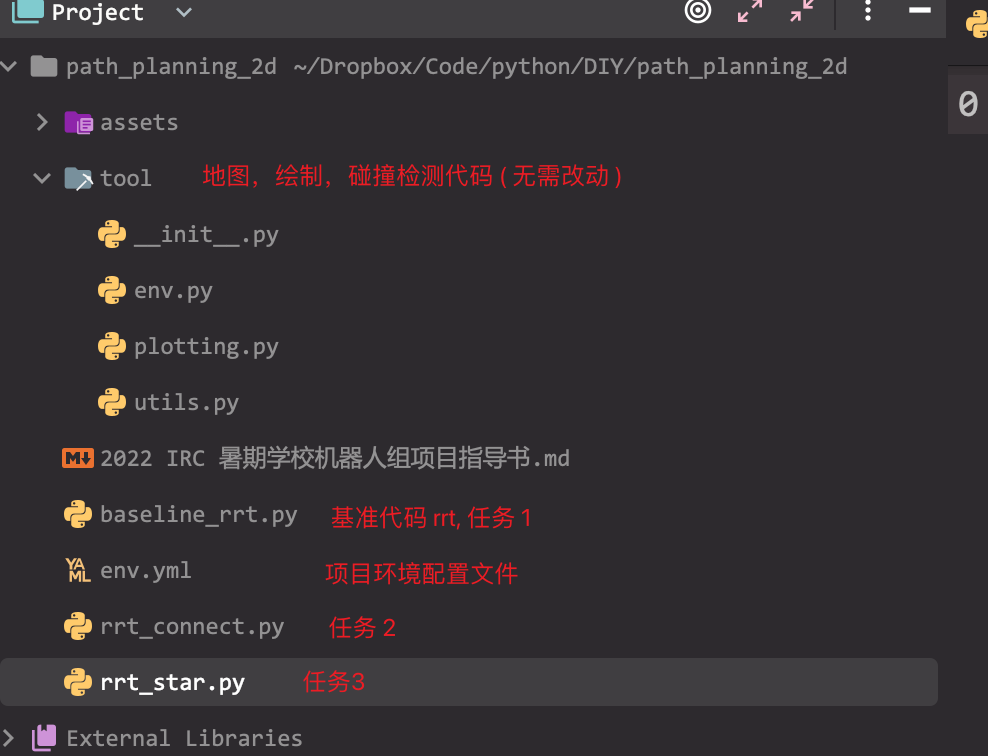 Project
path_planning_2d ~/Dropbox/Code/python/DIY/path_planning_2d
0
assets
tool 地图，绘制，碰撞检测代码 ( 无需改动 )
__init__.py
env.py
plotting.py
utils.py
M↓ 2022 IRC 暑期学校机器人组项目指导书.md
baseline_rrt.py 基准代码 rrt, 任务 1
YAML env.yml 项目环境配置文件
rrt_connect.py 任务 2
rrt_star.py 任务3
External Libraries